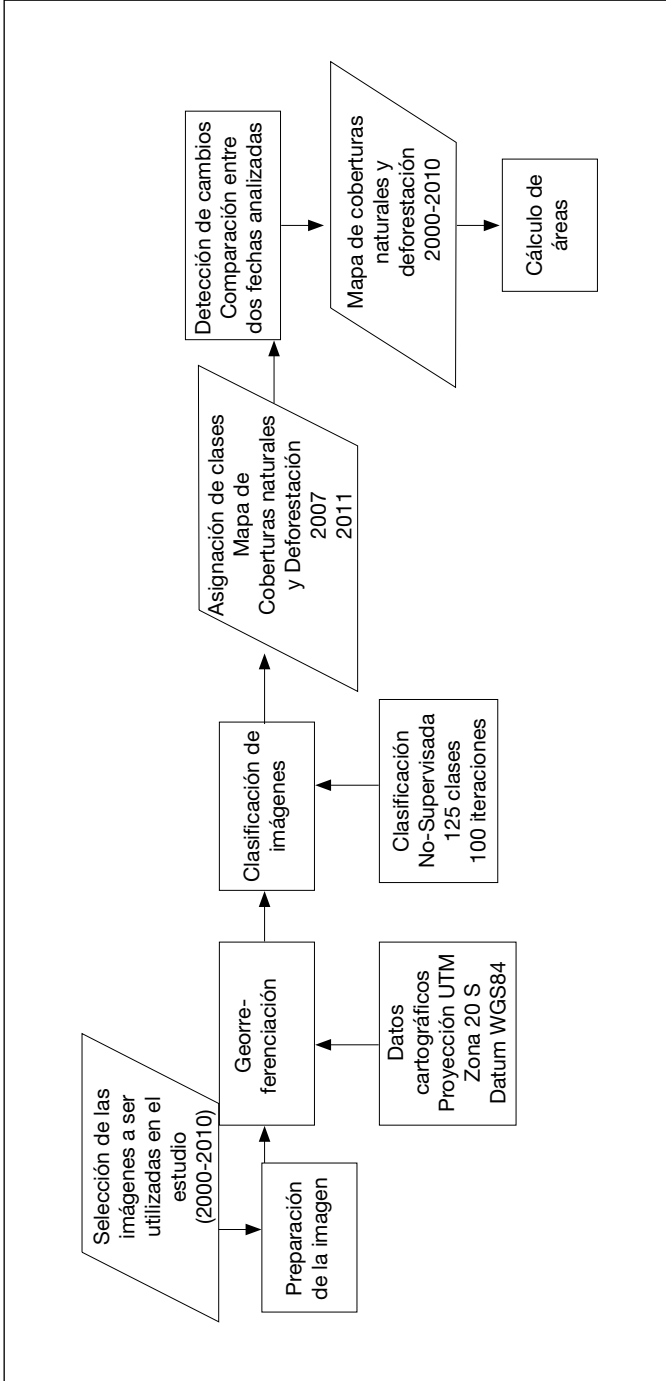 Selección de las
imágenes a ser
utilizadas en el
estudio
(2000-2010)
Preparación
de la imagen
Georre-
ferenciación
Datos
cartográficos
Proyección UTM
Zona 20 S
Datum WGS84
Clasificación de
imágenes
Clasificación
No-Supervisada
125 clases
100 iteraciones
Asignación de clases
Mapa de
Coberturas naturales
y Deforestación
2007
2011
Detección de cambios
Comparación entre
dos fechas analizadas
Mapa de coberturas
naturales y
deforestación
2000-2010
Cálculo de
áreas